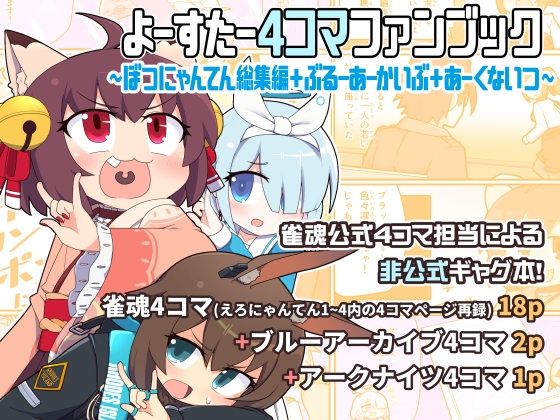 よーすたー4コマファンブック
~ぼつにゃんてん総集編+ぶるーあーかいぶ+あーくないつ~
雀魂公式4コマ担当による
非公式ギャグ本!
雀魂4コマ(えろにゃんてん1~4内の4コマページ再録) 18p
+ブルーアーカイブ4コマ 2p
+アークナイツ4コマ 1p